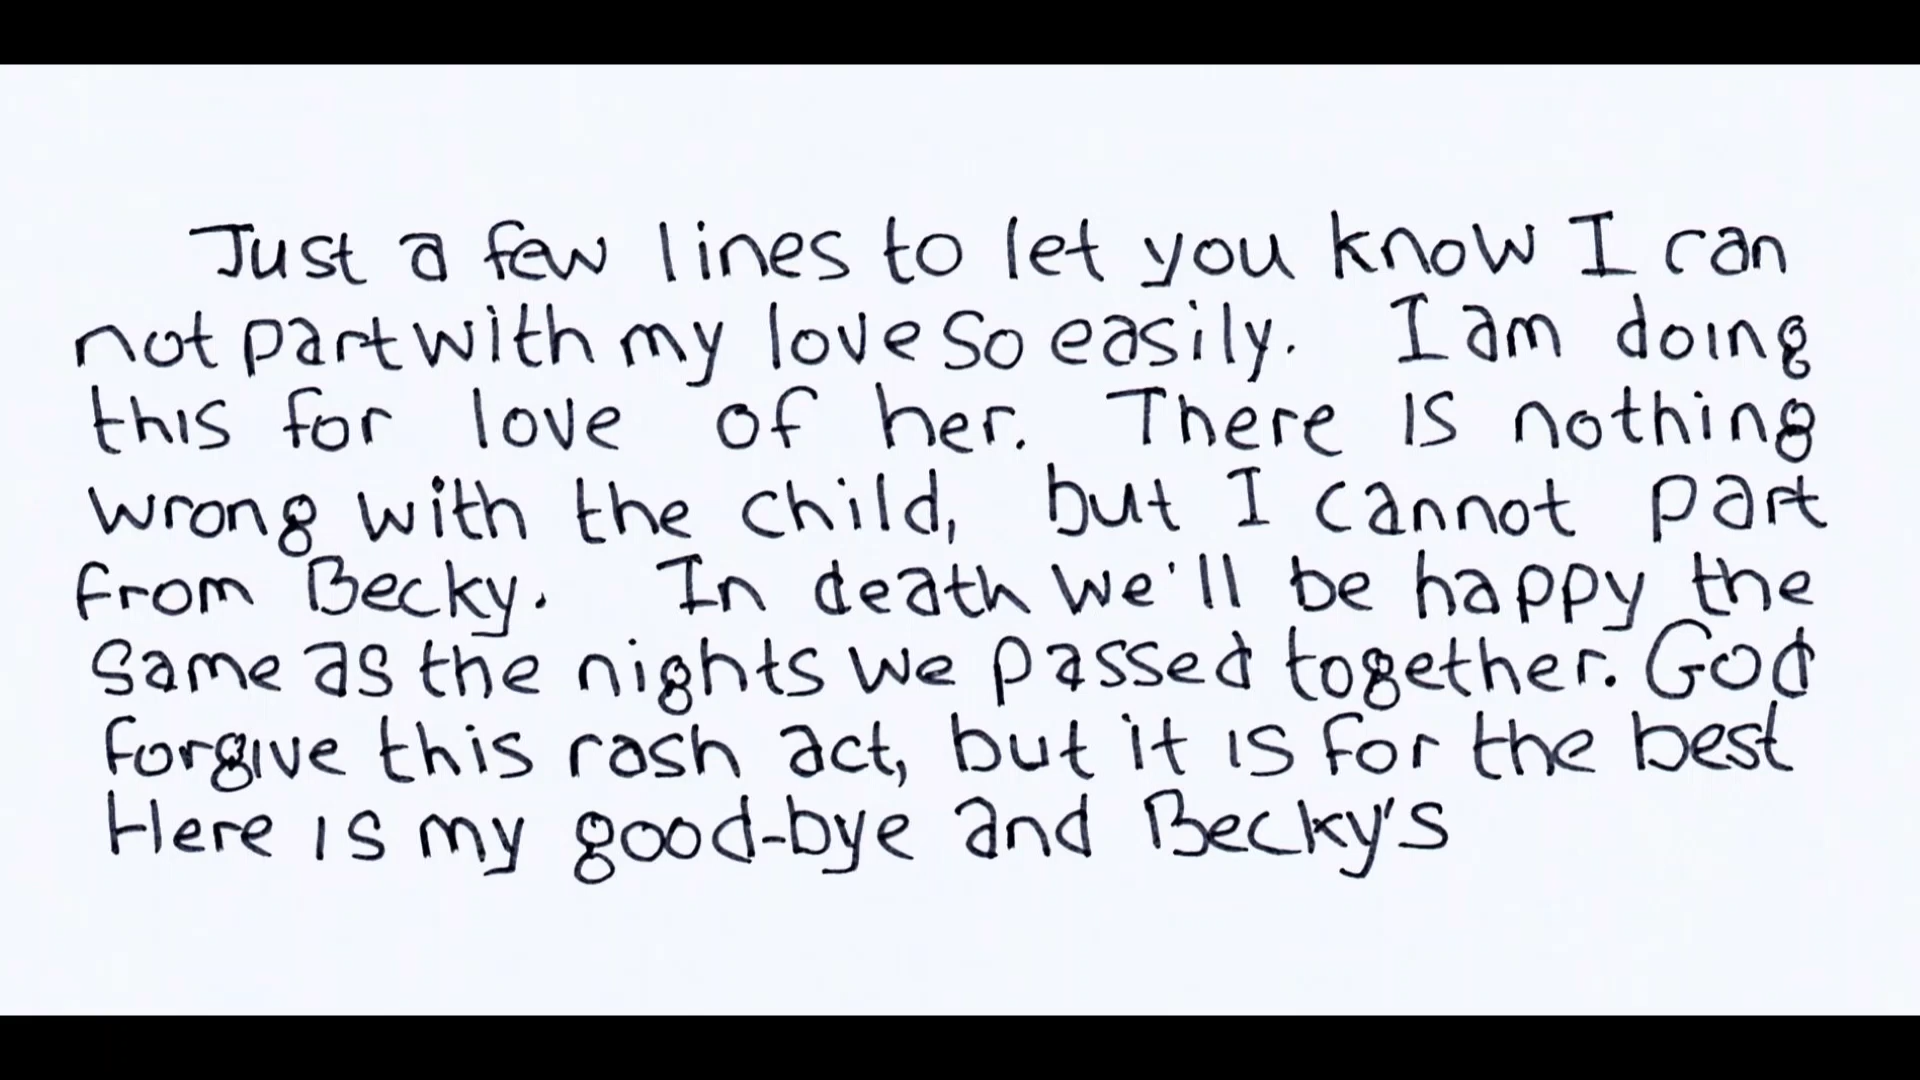 Just a few lines to let you know I can
not part with my love so easily. I am doing
this for love of her. There is nothing
wrong with the child, but I cannot part
from Becky. In death we'll be happy the
same as the nights we passed together. God
forgive this rash act, but it is for the best
Here is my good-bye and Becky's